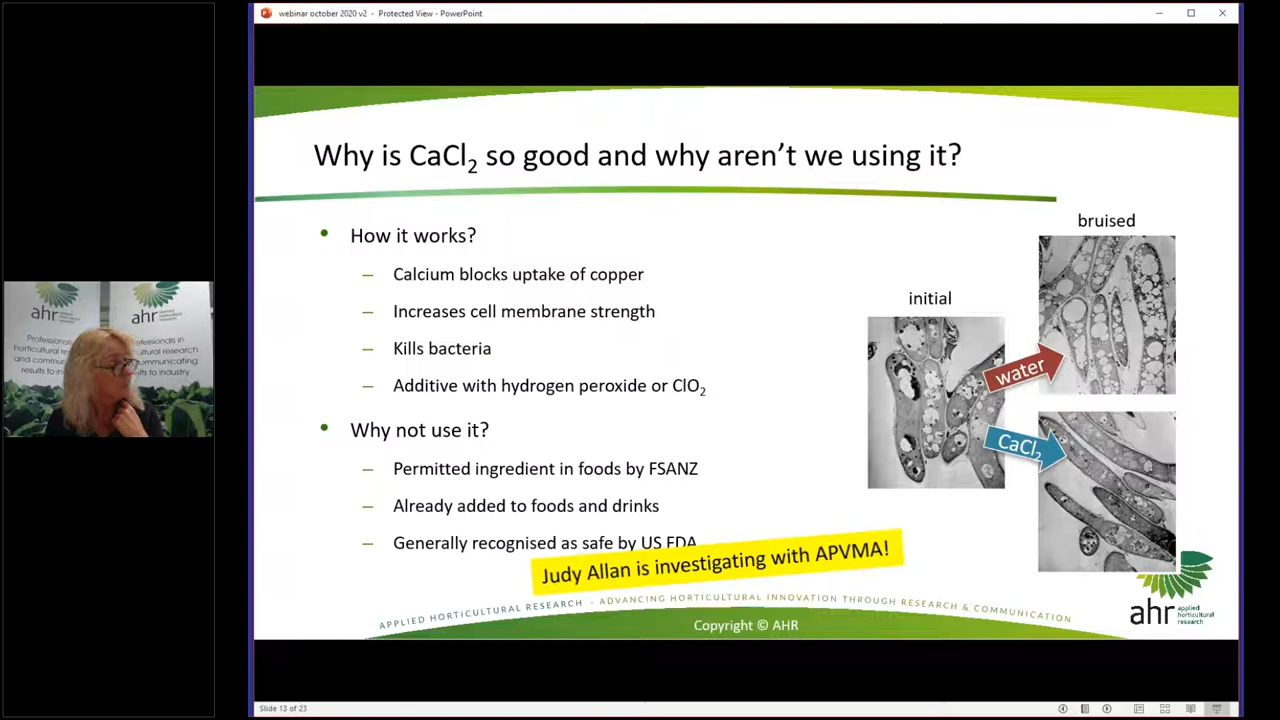 webinar october 2020 v2 - Protected View - PowerPoint
Why is CaCl2 so good and why aren't we using it?
• How it works?
– Calcium blocks uptake of copper
– Increases cell membrane strength
– Kills bacteria
– Additive with hydrogen peroxide or ClO2
• Why not use it?
– Permitted ingredient in foods by FSANZ
– Already added to foods and drinks
– Generally recognised as safe by US FDA
Judy Allan is investigating with APVMA!
bruised
initial
water
CaCl2
APPLIED HORTICULTURAL RESEARCH - ADVANCING HORTICULTURAL INNOVATION THROUGH RESEARCH & COMMUNICATION
Copyright © AHR
ahr applied
horticultural
research
Slide 13 of 23
ahr
ahr